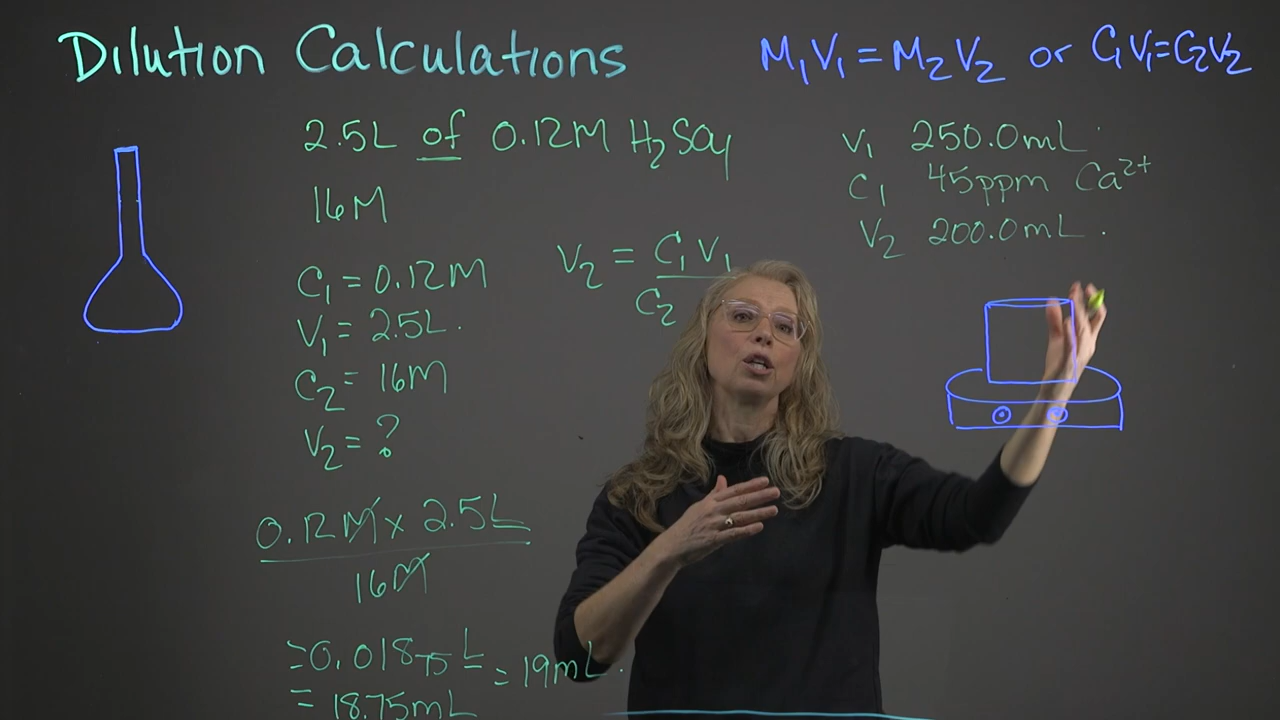 Dilution Calculations
M₁V₁ = M₂V₂ or C₁V₁=C₂V₂
2.5L of 0.12M H₂SO₄
16M
C₁ = 0.12M
V₁ = 2.5L.
C₂ = 16M
V₂ = ?
0.12M x 2.5L
16M
= 0.01875 L = 19mL.
= 18.75mL
V₂ = C₁V₁
C₂
V₁ 250.0mL.
C₁ 45ppm Ca²⁺
V₂ 200.0mL.